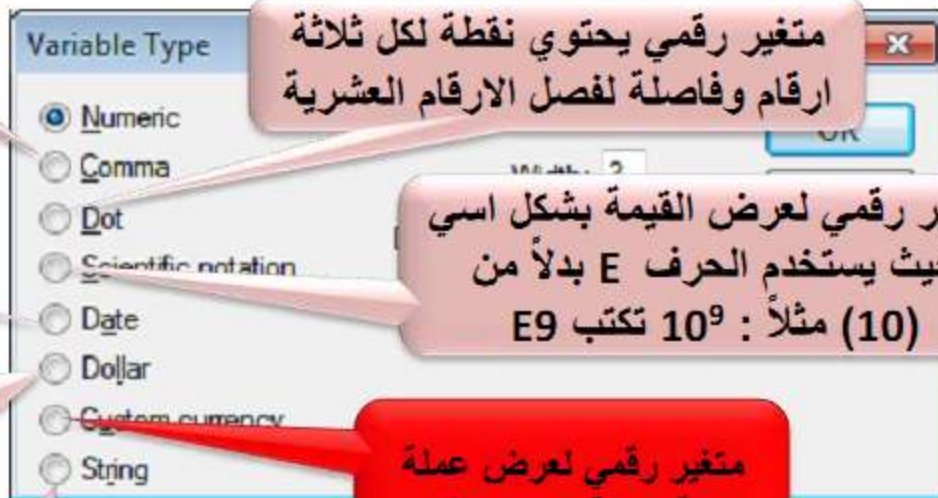 Variable Type
متغير رقمي يحتوي نقطة لكل ثلاثة
ارقام وفاصلة لفصل الارقام العشرية
Numeric
Comma
Dot
Scientific notation
Date
Dollar
Custom currency
String
OK
رقمي لعرض القيمة بشكل اسي
يستخدم الحرف E بدلاً من
(10) مثلاً : 10⁹ تكتب E9
متغير رقمي لعرض عملة